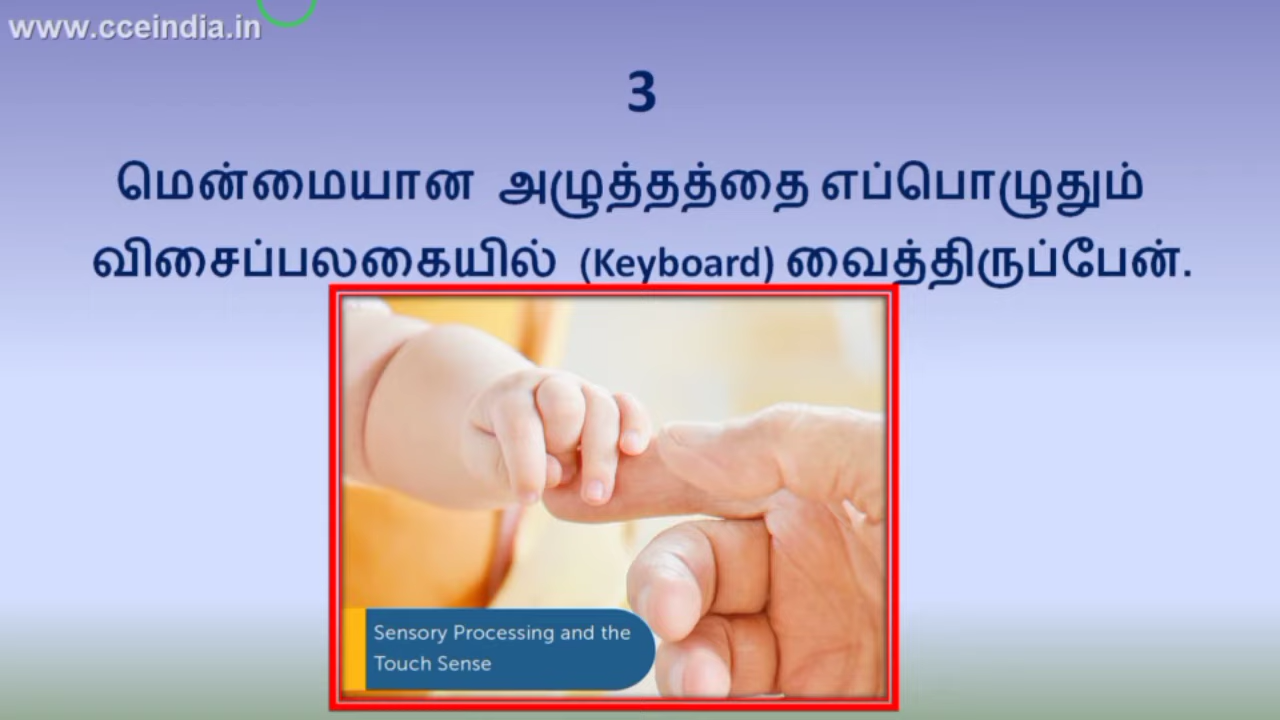 www.cceindia.in
3
மென்மையான அழுத்தத்தை எப்பொழுதும்
விசைப்பலகையில் (Keyboard) வைத்திருப்பேன்.
Sensory Processing and the
Touch Sense